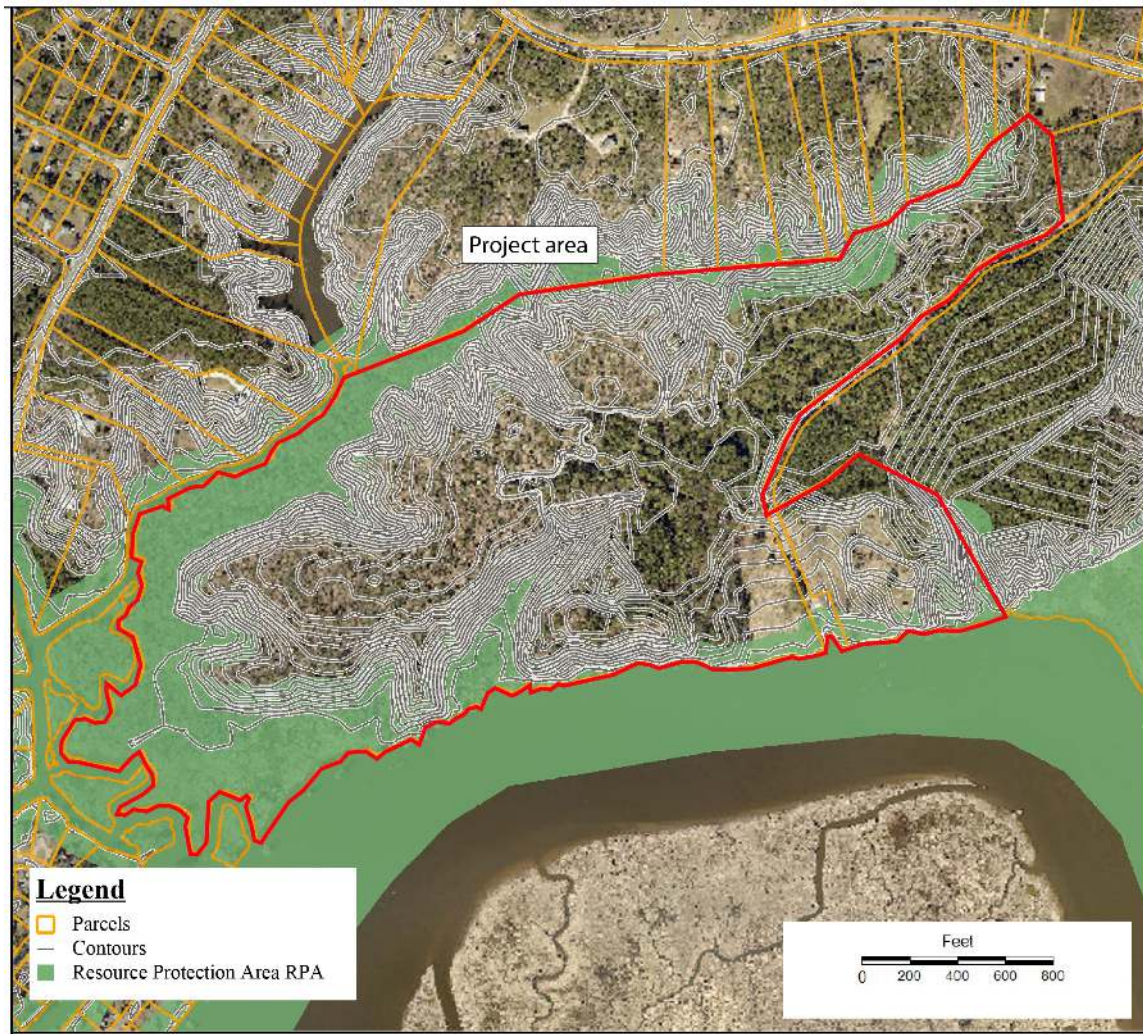 Project area
Legend
Parcels
Contours
Resource Protection Area RPA
Feet
0 200 400 600 800